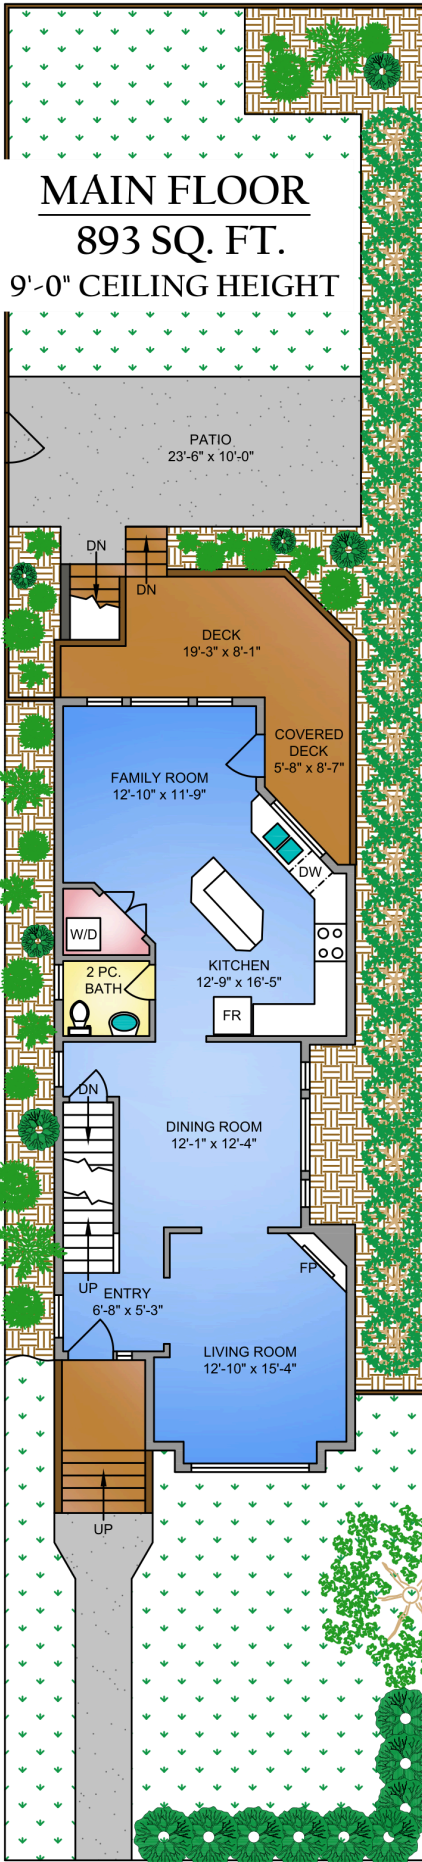 MAIN FLOOR
893 SQ. FT.
9'-0" CEILING HEIGHT
PATIO
23'-6" x 10'-0"
DN
DN
DECK
19'-3" x 8'-1"
COVERED
DECK
5'-8" x 8'-7"
FAMILY ROOM
12'-10" x 11'-9"
DW
W/D
KITCHEN
12'-9" x 16'-5"
2 PC.
BATH
FR
DN
DINING ROOM
12'-1" x 12'-4"
FP
UP
ENTRY
6'-8" x 5'-3"
LIVING ROOM
12'-10" x 15'-4"
UP